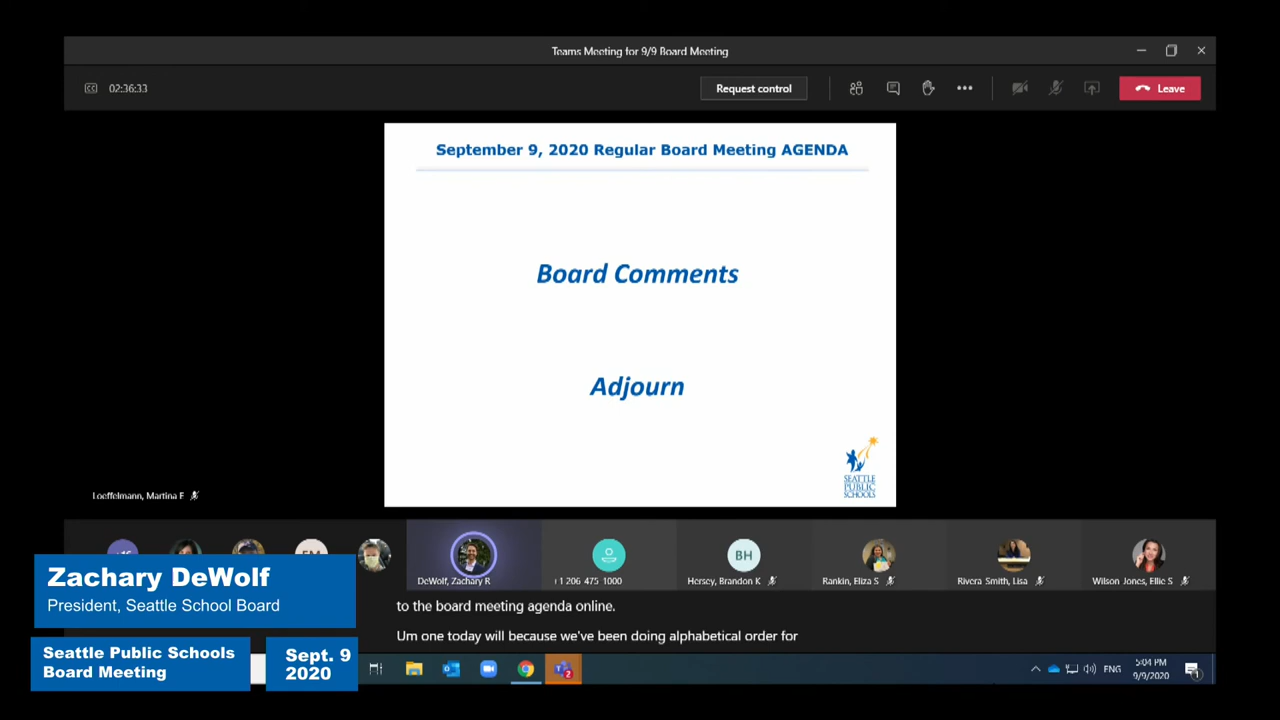 Teams Meeting for 9/9 Board Meeting
CC
02:36:33
Request control
Leave
September 9, 2020 Regular Board Meeting AGENDA
Board Comments
Adjourn
SEATTLE
PUBLIC
SCHOOLS
Loeffelmann, Martina E
DeWolf, Zachary R
+1 206 475 1000
BH
Hersey, Brandon K
Rankin, Eliza S
Rivera Smith, Lisa
Wilson Jones, Ellie S
Zachary DeWolf
President, Seattle School Board
to the board meeting agenda online.
Um one today will because we've been doing alphabetical order for
Seattle Public Schools
Board Meeting
Sept. 9
2020
2
ENG
5:04 PM
9/9/2020
1